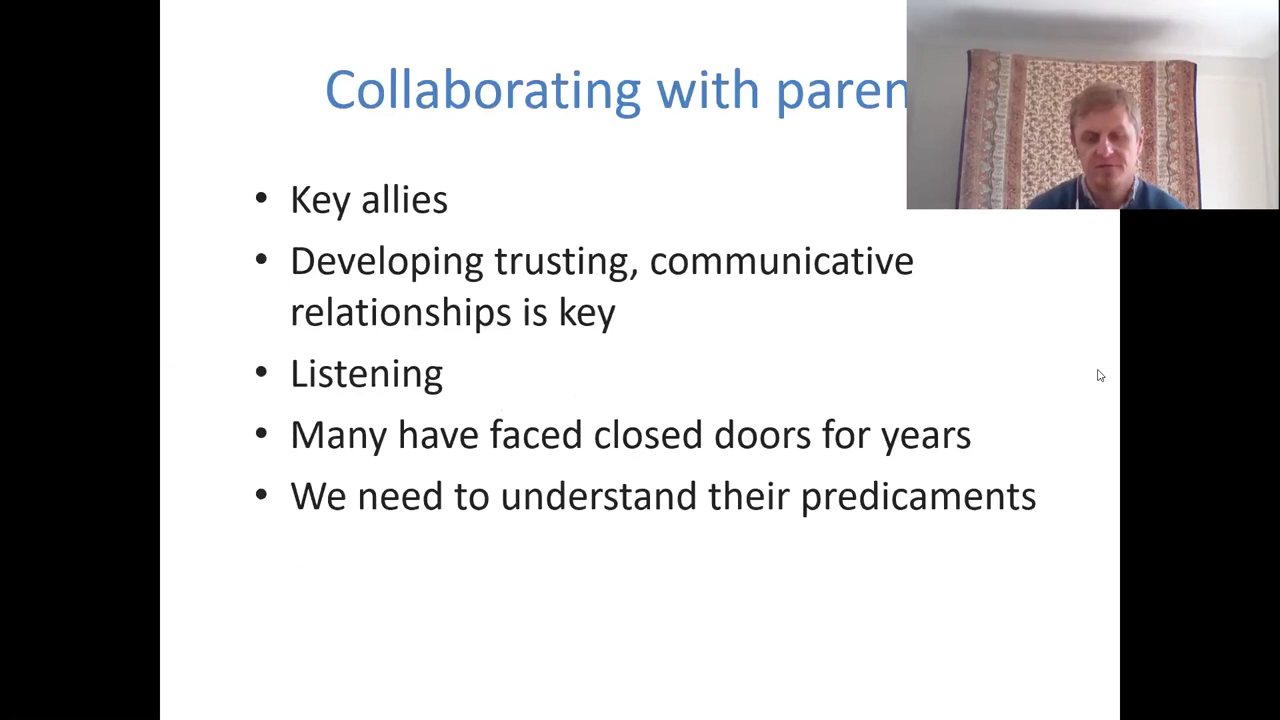 Collaborating with paren
• Key allies
• Developing trusting, communicative
relationships is key
• Listening
• Many have faced closed doors for years
• We need to understand their predicaments